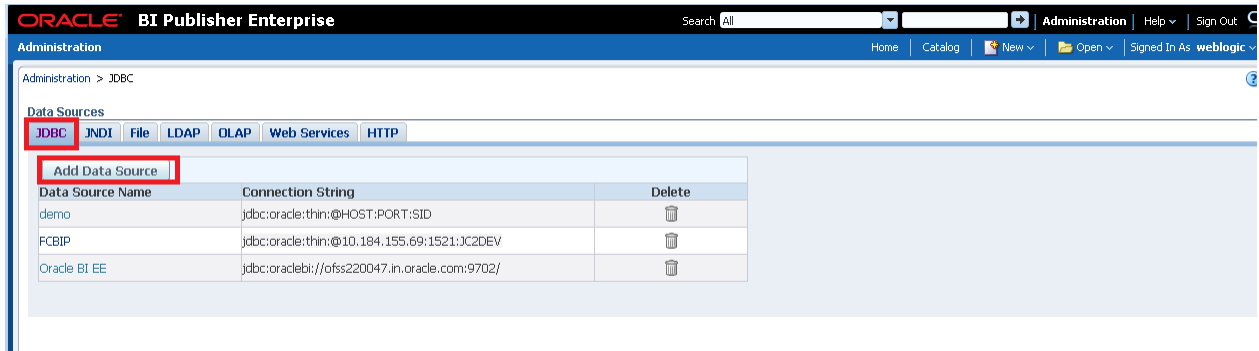 ORACLE BI Publisher Enterprise Search All Administration Help Sign Out
Administration Home Catalog New Open Signed In As weblogic
Administration > JDBC
Data Sources
JDBC JNDI File LDAP OLAP Web Services HTTP
Add Data Source
Data Source Name Connection String Delete
demo jdbc:oracle:thin:@HOST:PORT:SID
FCBIP jdbc:oracle:thin:@10.184.155.69:1521:JC2DEV
Oracle BI EE jdbc:oraclebi://ofss220047.in.oracle.com:9702/